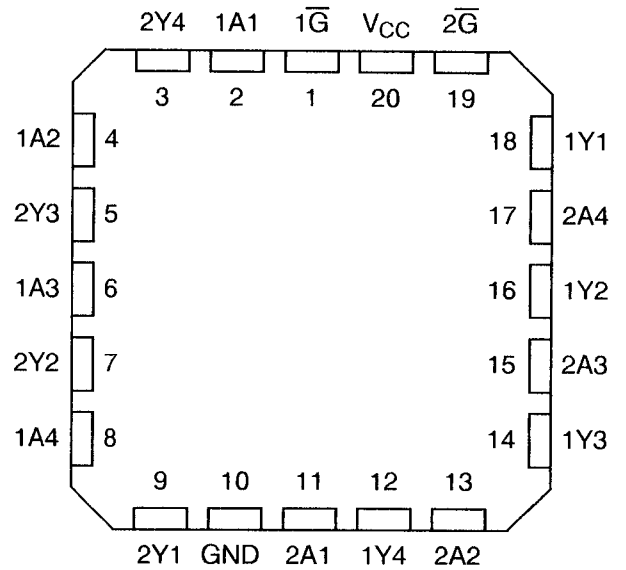 2Y4 1A1 1G̅ VCC 2G̅
3 2 1 20 19
1A2 4 18 1Y1
2Y3 5 17 2A4
1A3 6 16 1Y2
2Y2 7 15 2A3
1A4 8 14 1Y3
9 10 11 12 13
2Y1 GND 2A1 1Y4 2A2